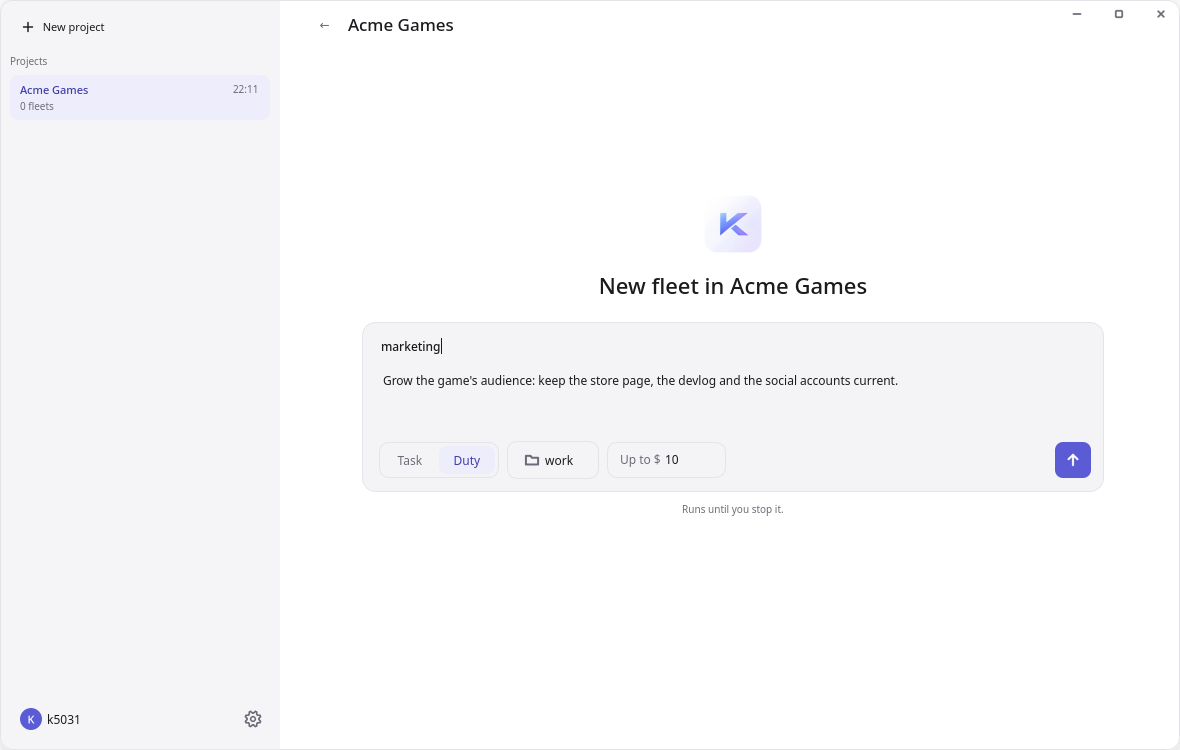 New project
Projects
Acme Games 22:11
0 fleets
k5031
← Acme Games
New fleet in Acme Games
marketing
Grow the game's audience: keep the store page, the devlog and the social accounts current.
Task Duty work Up to $ 10
Runs until you stop it.
K